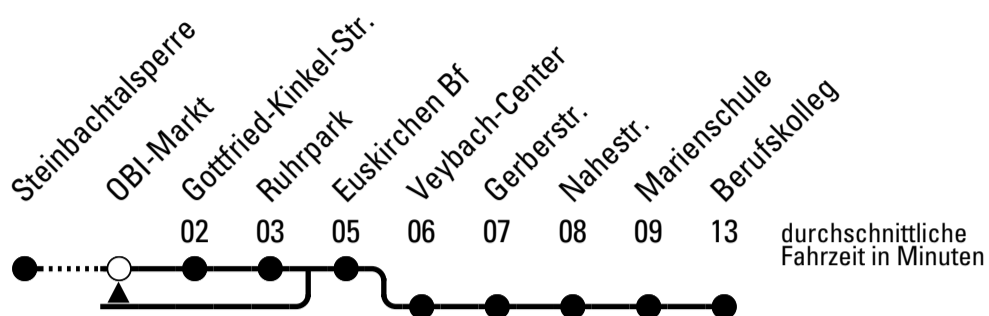 Steinbachtalsperre
OBI-Markt
Gottfried-Kinkel-Str.
Ruhrpark
Euskirchen Bf
Veybach-Center
Gerberstr.
Nahestr.
Marienschule
Berufskolleg
02 03 05 06 07 08 09 13
durchschnittliche
Fahrzeit in Minuten